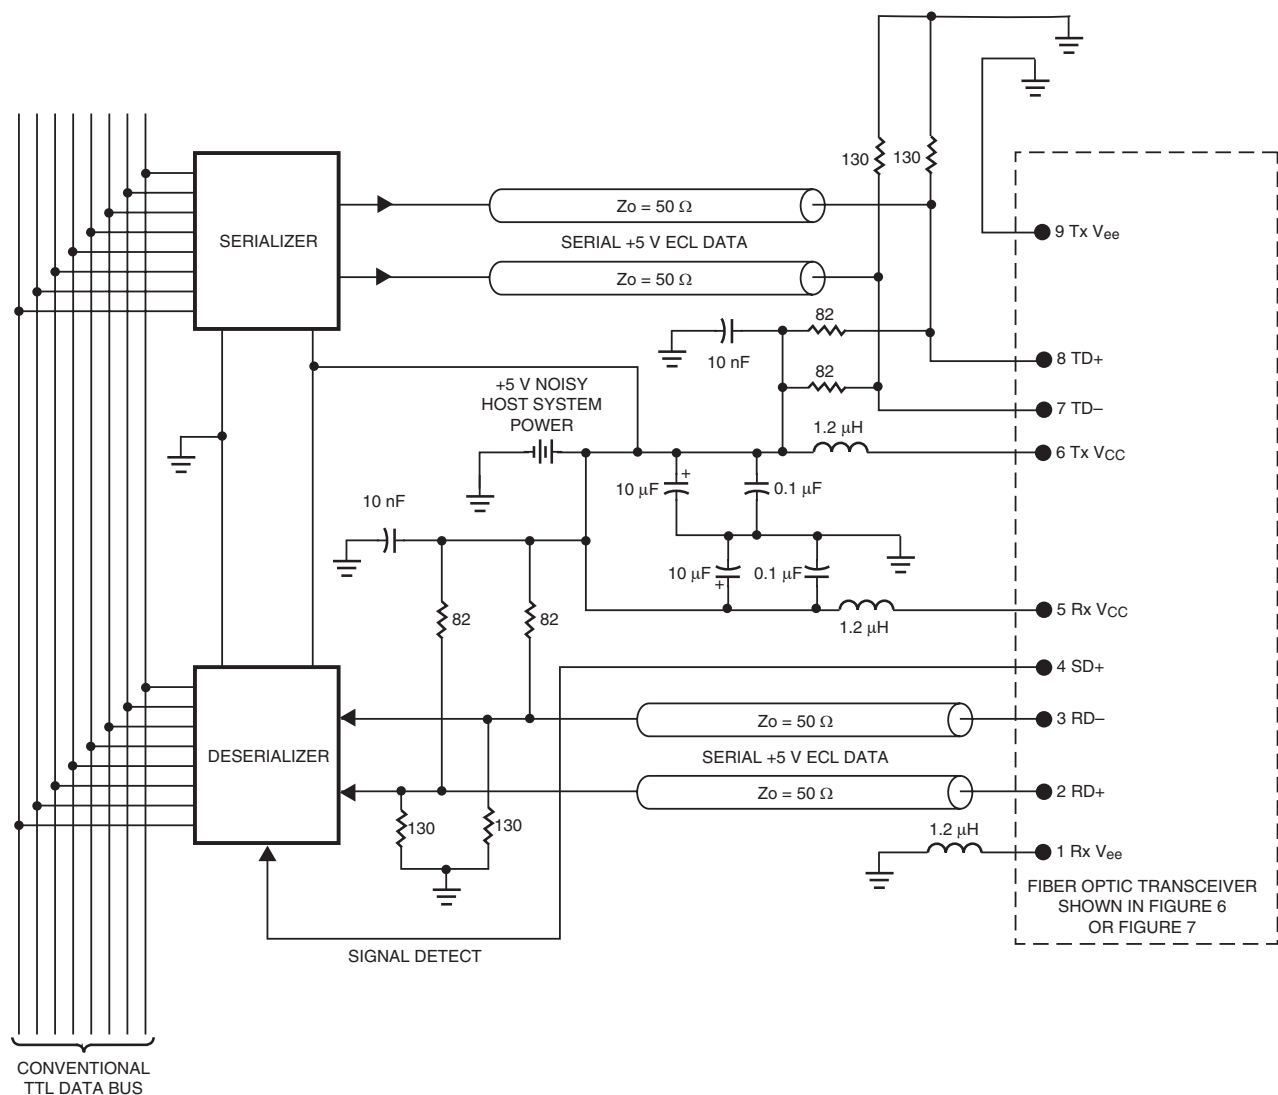 130
130
SERIALIZER
Zo = 50 Ω
SERIAL +5 V ECL DATA
Zo = 50 Ω
9 Tx Vee
82
10 nF
8 TD+
82
+5 V NOISY
HOST SYSTEM
POWER
7 TD–
1.2 μH
6 Tx VCC
+
10 μF
0.1 μF
10 nF
10 μF
+
0.1 μF
82
82
5 Rx VCC
1.2 μH
4 SD+
Zo = 50 Ω
3 RD–
DESERIALIZER
SERIAL +5 V ECL DATA
Zo = 50 Ω
2 RD+
130
130
1.2 μH
1 Rx Vee
FIBER OPTIC TRANSCEIVER
SHOWN IN FIGURE 6
OR FIGURE 7
SIGNAL DETECT
CONVENTIONAL
TTL DATA BUS